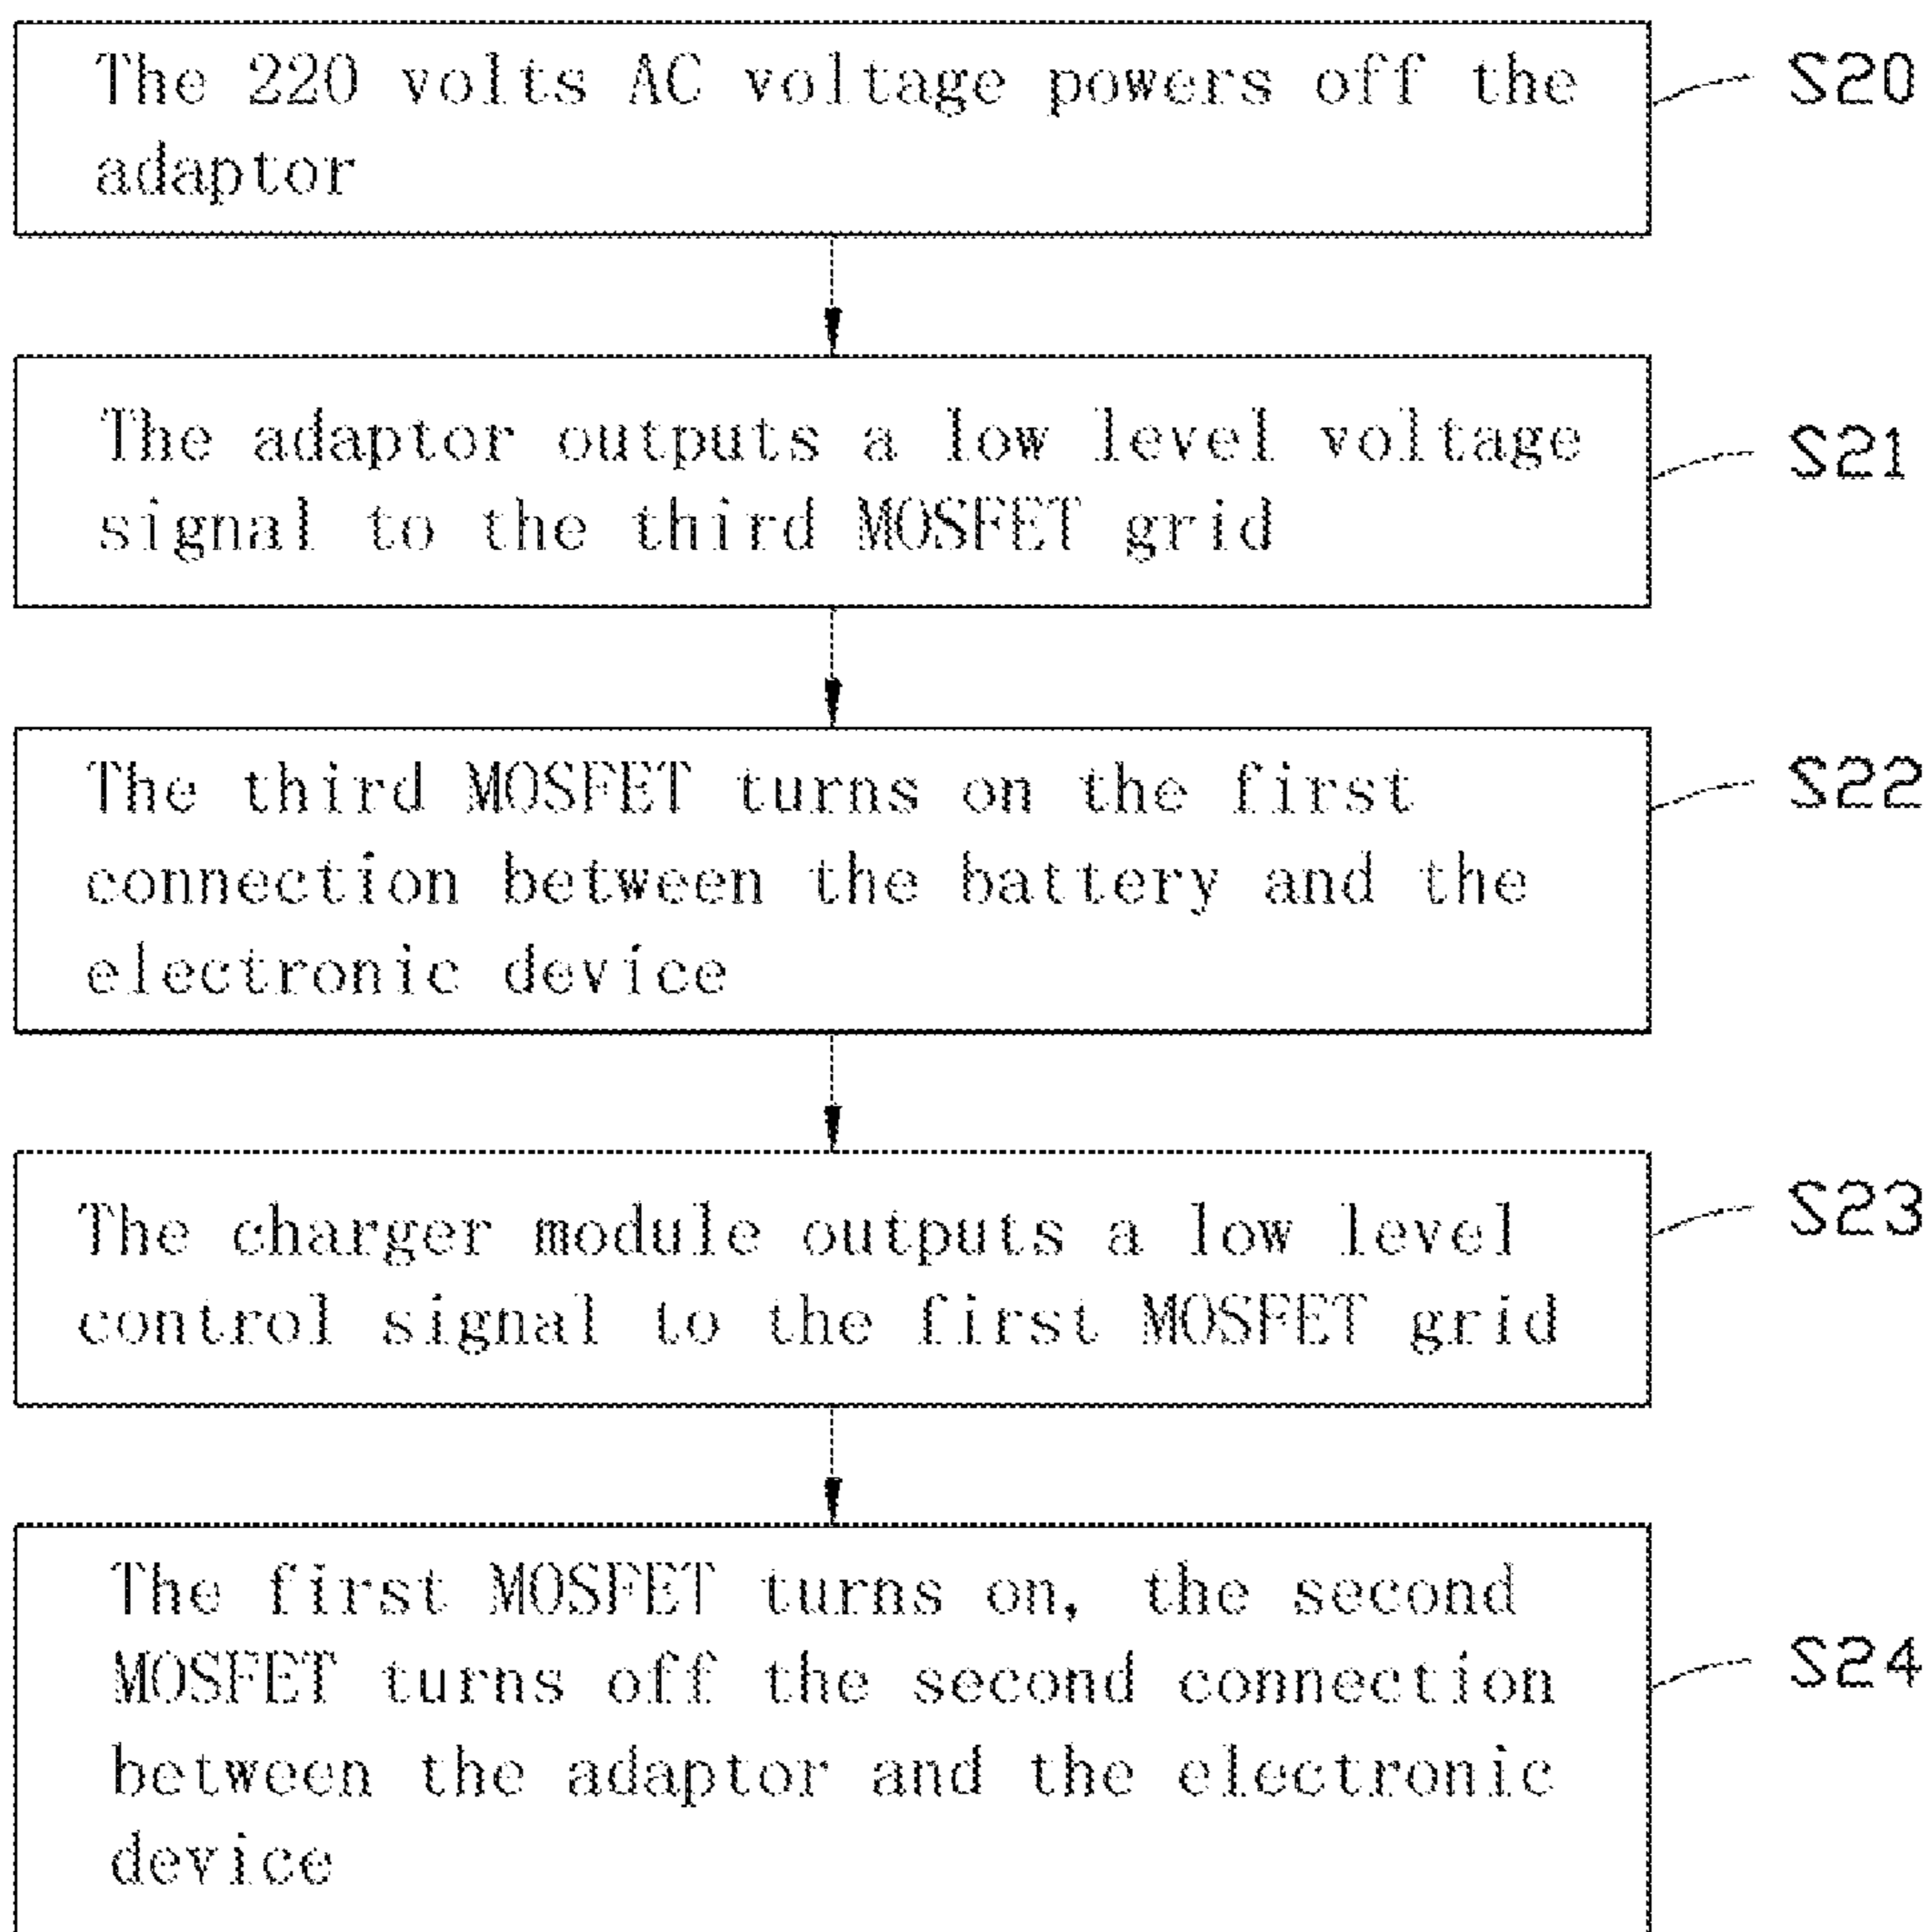 The 220 volts AC voltage powers off the
adaptor
S20
The adaptor outputs a low level voltage
signal to the third MOSFET grid
S21
The third MOSFET turns on the first
connection between the battery and the
electronic device
S22
The charger module outputs a low level
control signal to the first MOSFET grid
S23
The first MOSFET turns on, the second
MOSFET turns off the second connection
between the adaptor and the electronic
device
S24